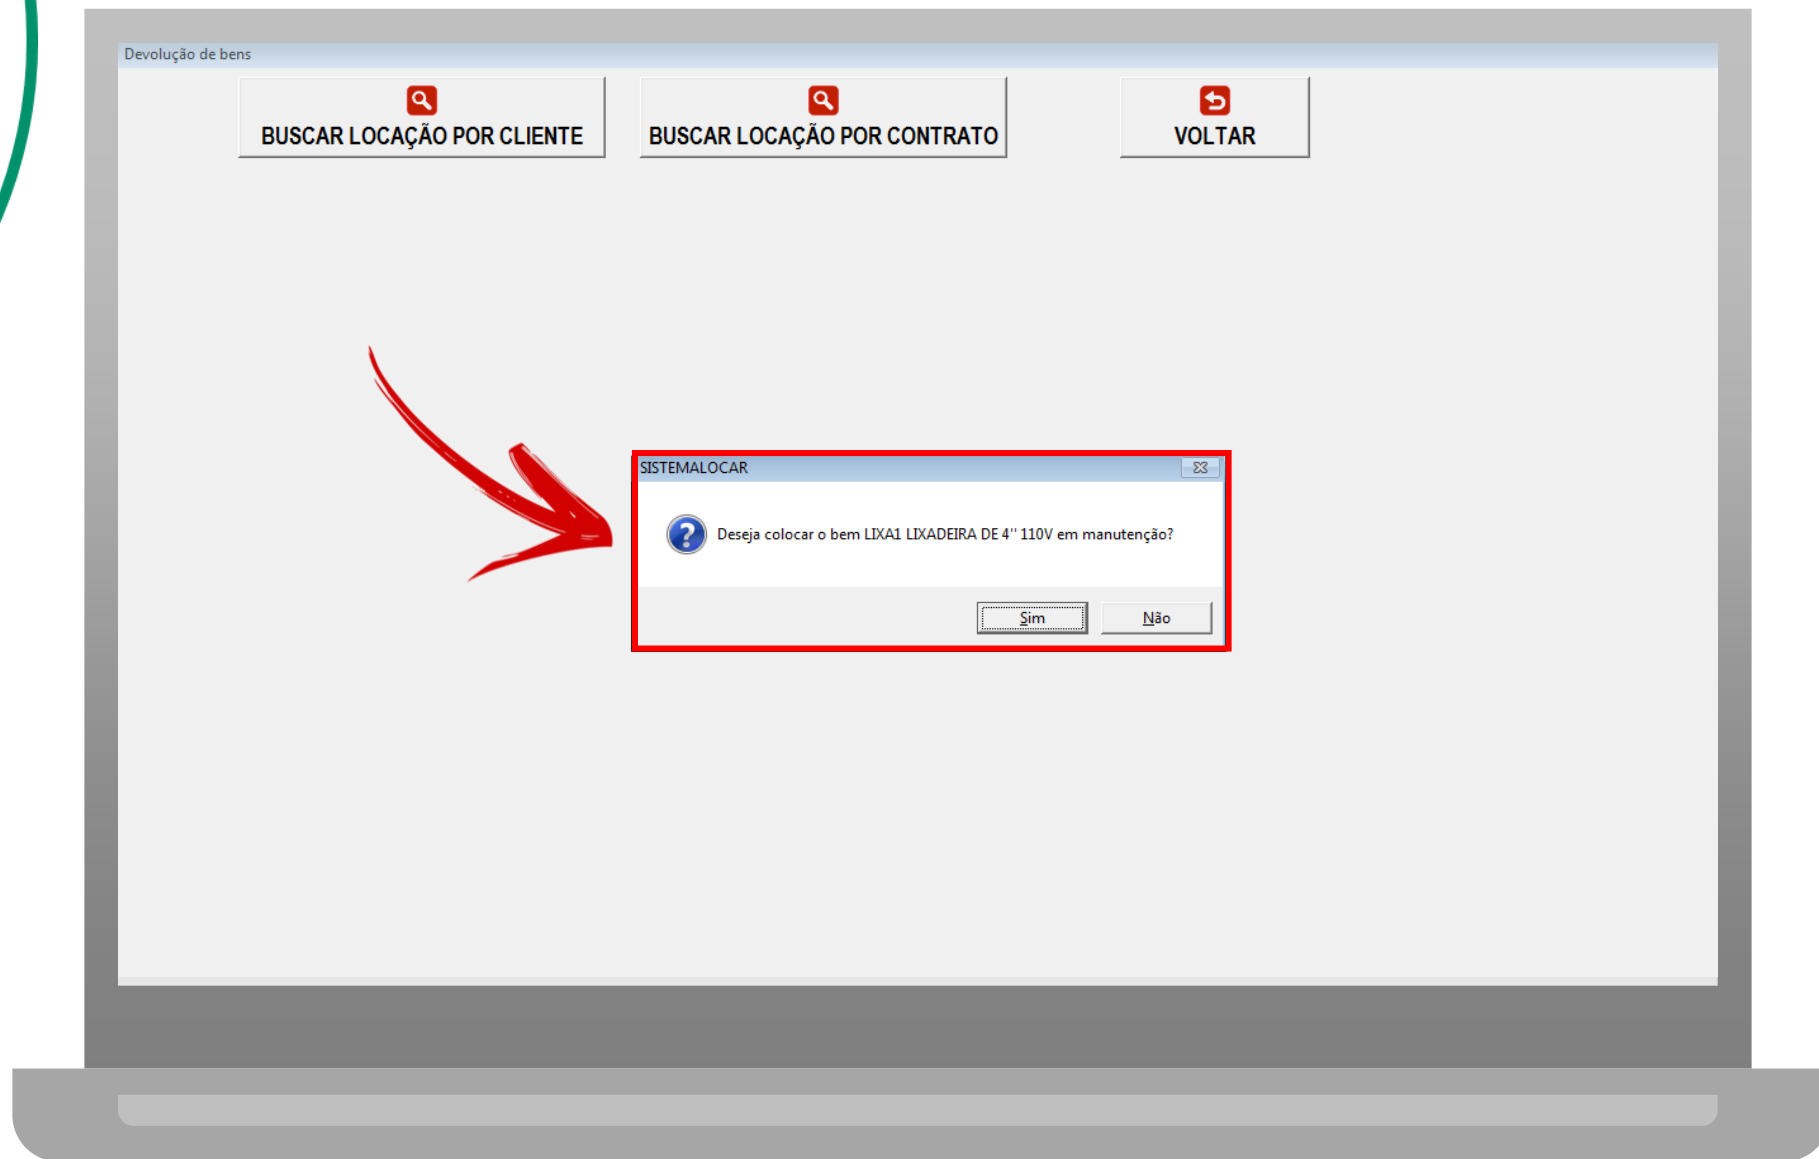 Devolução de bens
BUSCAR LOCAÇÃO POR CLIENTE
BUSCAR LOCAÇÃO POR CONTRATO
VOLTAR
SISTEMALOCAR
Deseja colocar o bem LIXA1 LIXADEIRA DE 4'' 110V em manutenção?
Sim
Não